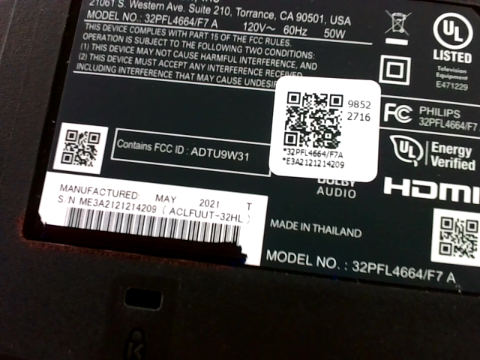 21061 S. Western Ave. Suite 210, Torrance, CA 90501, USA
MODEL NO.: 32PFL4664/F7 A 120V~ 60Hz 50W
THIS DEVICE COMPLIES WITH PART 15 OF THE FCC RULES.
OPERATION IS SUBJECT TO THE FOLLOWING TWO CONDITIONS:
(1) THIS DEVICE MAY NOT CAUSE HARMFUL INTERFERENCE, AND
(2) THIS DEVICE MUST ACCEPT ANY INTERFERENCE RECEIVED,
INCLUDING INTERFERENCE THAT MAY CAUSE UNDESIRED
UL
LISTED
Television
Equipment
E471229
9852
2716
*32PFL4664/F7A
*E3A2121214209
FC PHILIPS
32PFL4664/F7
UL Energy
Verified
Contains FCC ID : ADTU9W31
DOLBY
AUDIO
HDMI
MANUFACTURED: MAY 2021 T
S/N ME3A2121214209 ( ACLFUUT-32HL )
MADE IN THAILAND
MODEL NO. : 32PFL4664/F7 A